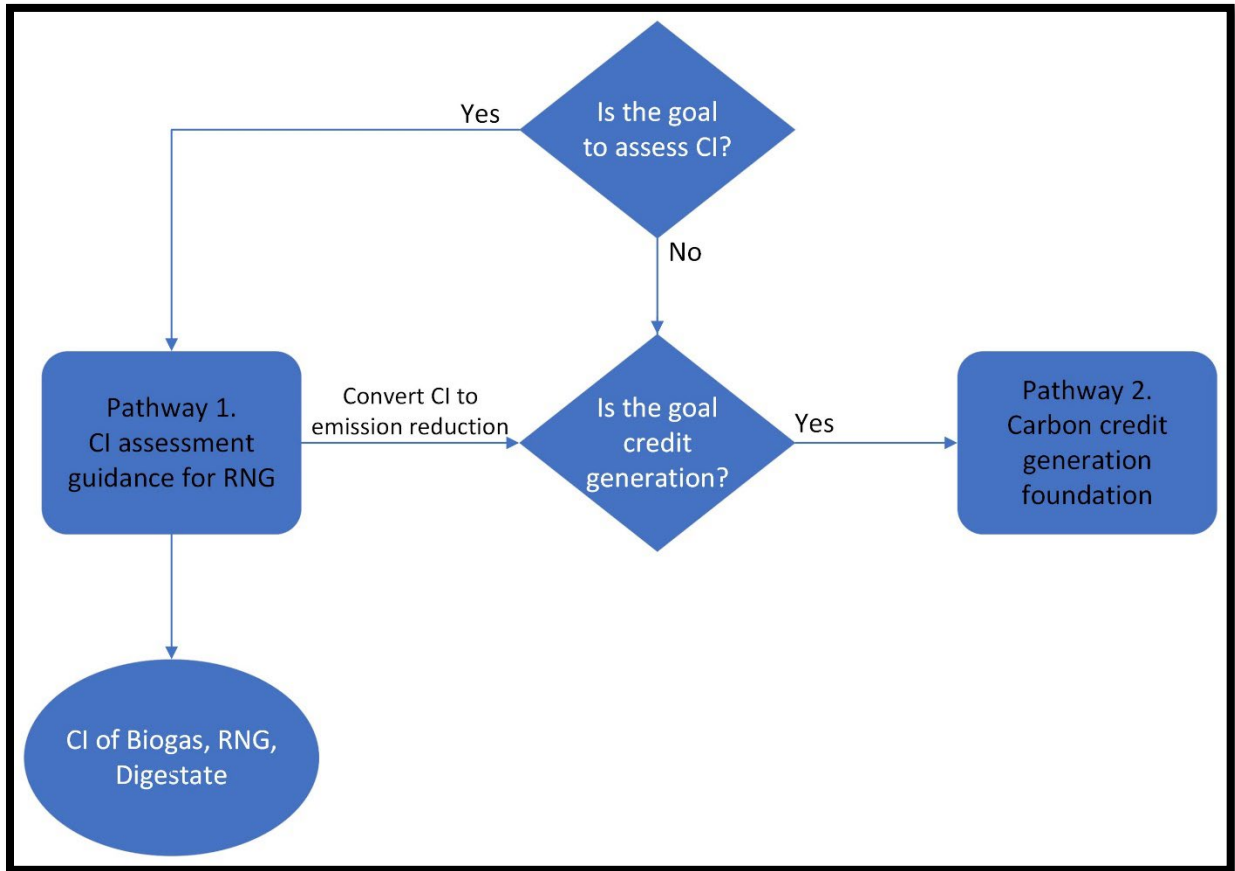 Is the goal
to assess CI?
Yes
No
Pathway 1.
CI assessment
guidance for RNG
Convert CI to
emission reduction
Is the goal
credit
generation?
Yes
Pathway 2.
Carbon credit
generation
foundation
CI of Biogas, RNG,
Digestate